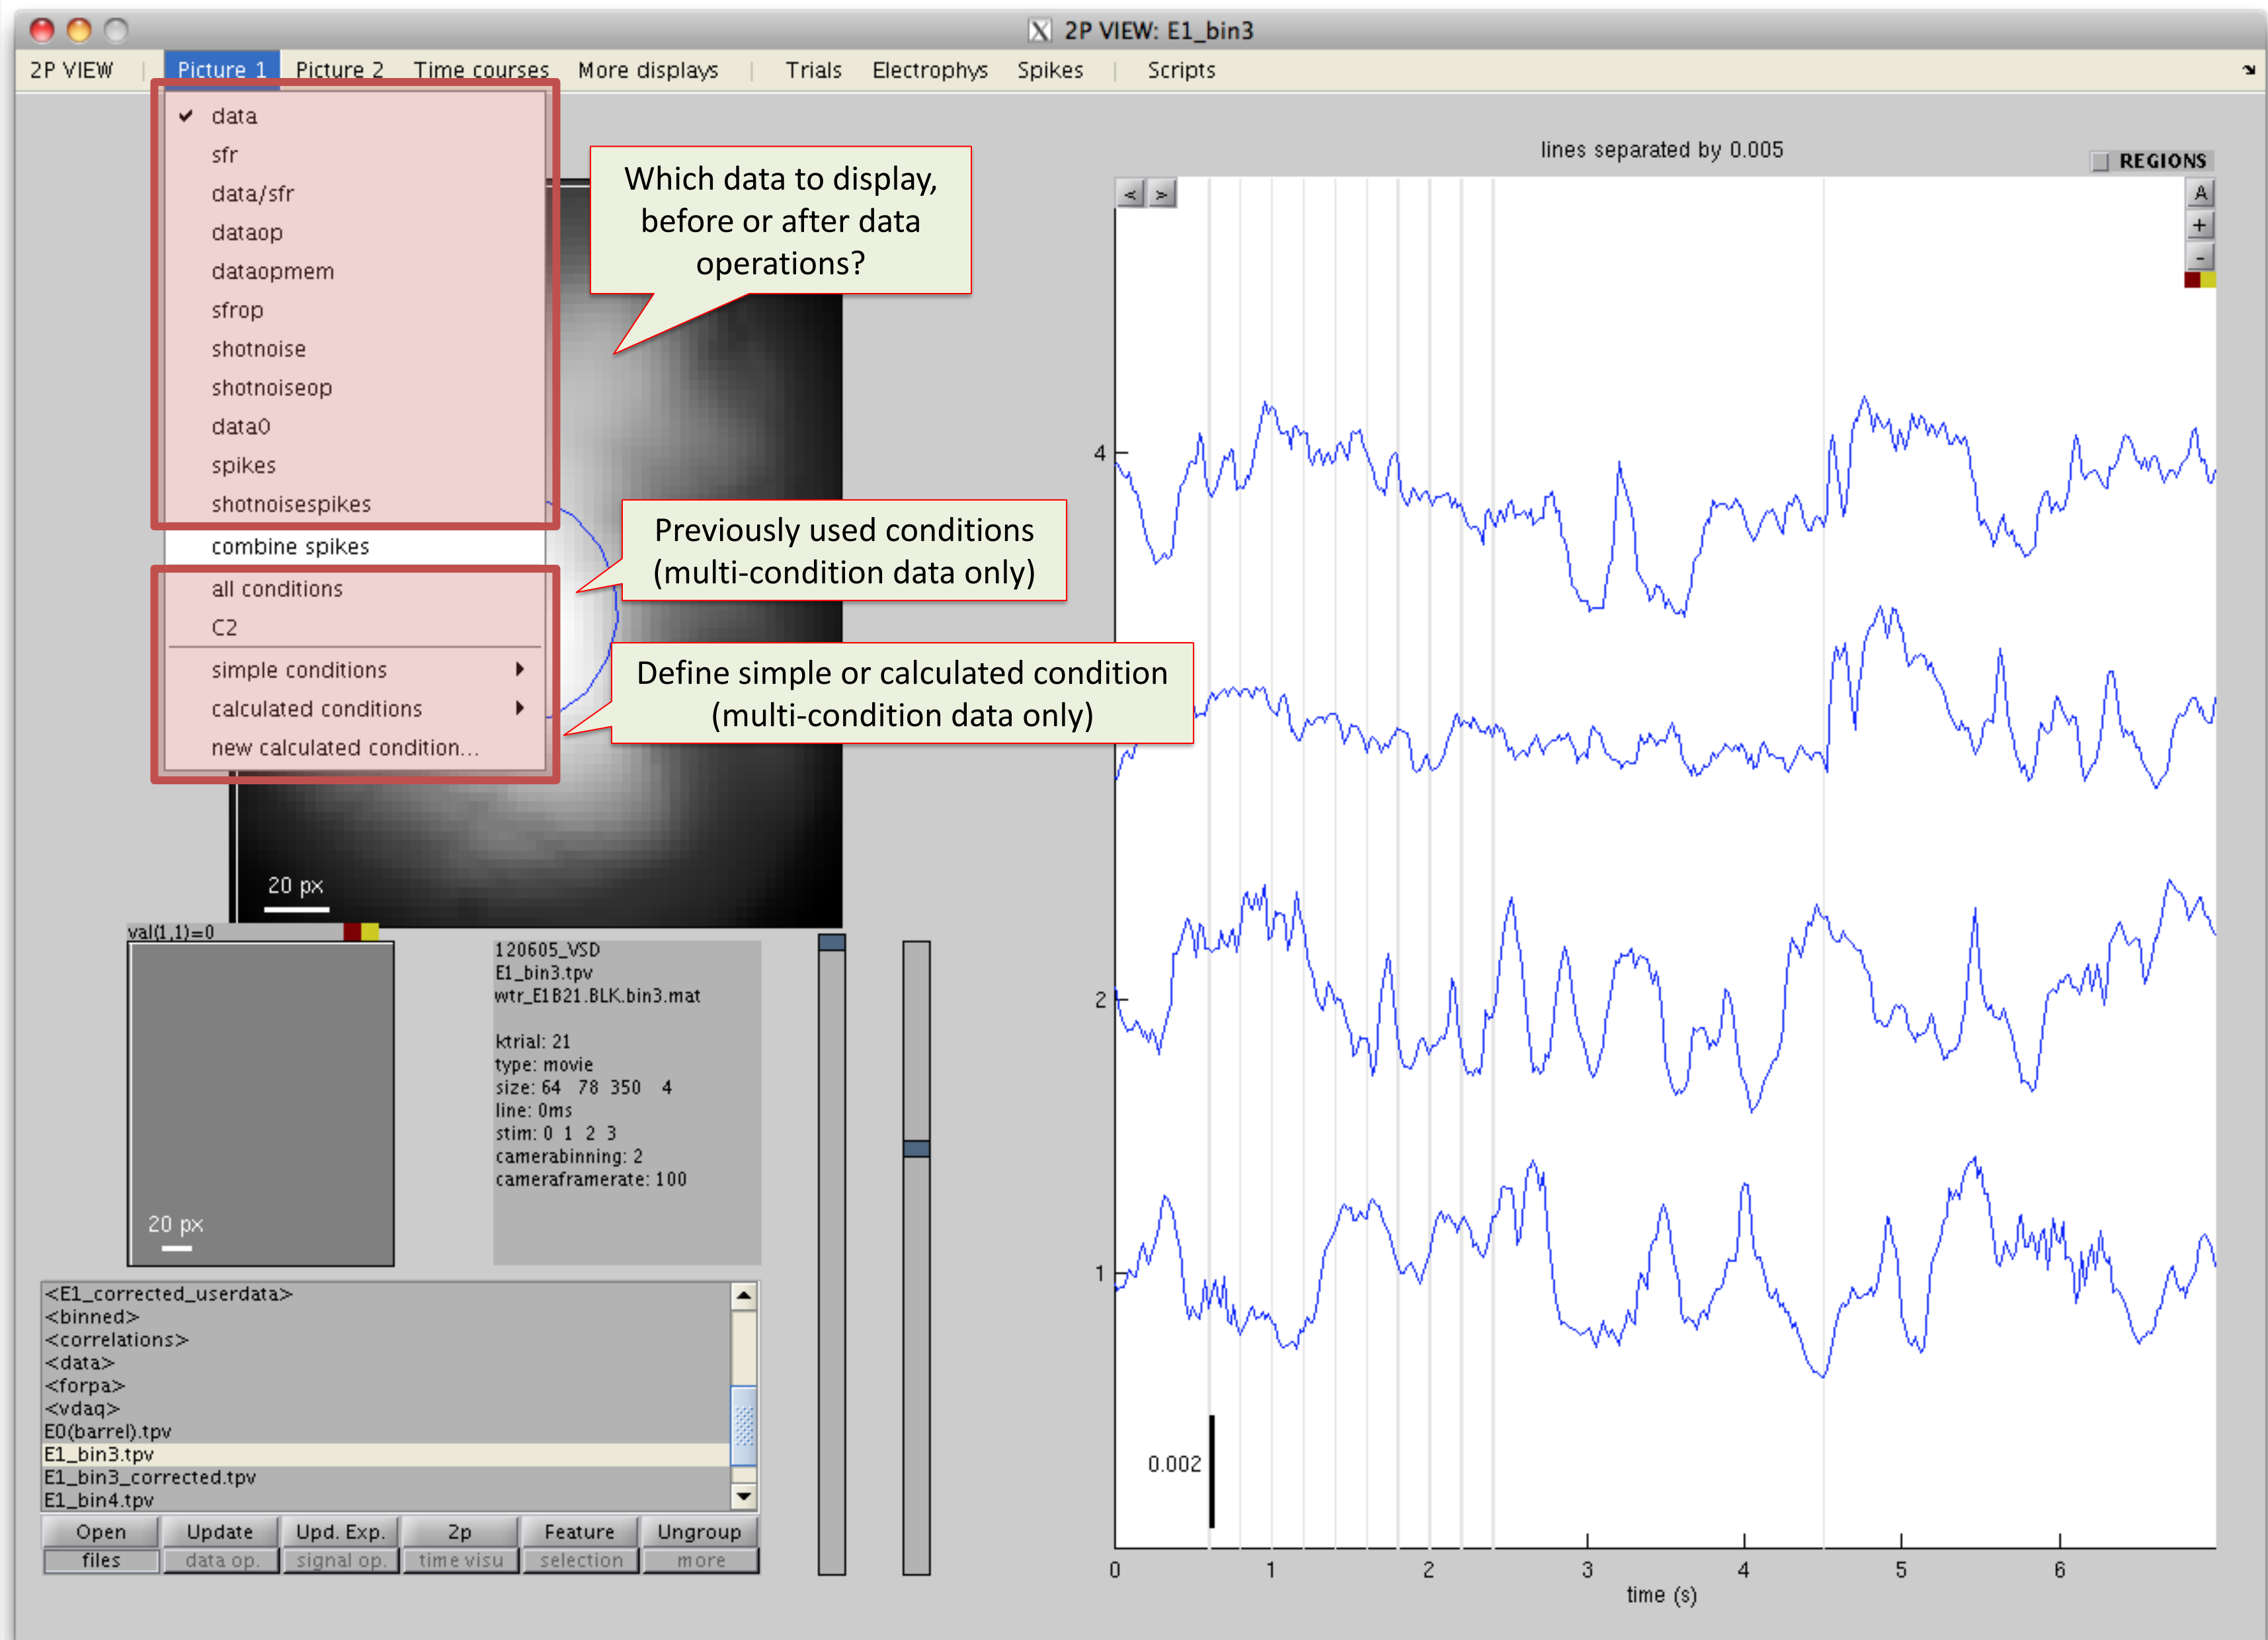 2P VIEW: E1_bin3
2P VIEW | Picture 1 Picture 2 Time courses More displays | Trials Electrophys Spikes | Scripts
data
sfr
data/sfr
dataop
dataopmem
sfrop
shotnoise
shotnoiseop
data0
spikes
shotnoisespikes
combine spikes
all conditions
C2
simple conditions
calculated conditions
new calculated condition...
Which data to display,
before or after data
operations?
Previously used conditions
(multi-condition data only)
Define simple or calculated condition
(multi-condition data only)
20 px
val(1,1)=0
20 px
120605_VSD
E1_bin3.tpv
wtr_E1B21.BLK.bin3.mat
ktrial: 21
type: movie
size: 64 78 350 4
line: 0ms
stim: 0 1 2 3
camerabinning: 2
cameraframerate: 100
<E1_corrected_userdata>
<binned>
<correlations>
<data>
<forpa>
<vdaq>
E0(barrel).tpv
E1_bin3.tpv
E1_bin3_corrected.tpv
E1_bin4.tpv
Open Update Upd. Exp. 2p Feature Ungroup
files data op. signal op. time visu selection more
lines separated by 0.005
REGIONS
< >
A
+
-
4
2
1
0.002
0 1 2 3 4 5 6
time (s)